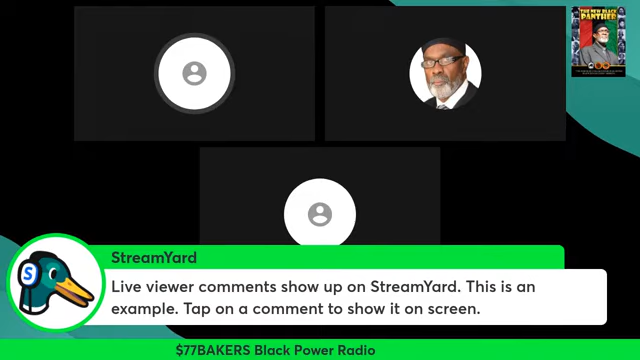 THE NEW BLACK
PANTHER
S
StreamYard
Live viewer comments show up on StreamYard. This is an
example. Tap on a comment to show it on screen.
$77BAKERS Black Power Radio